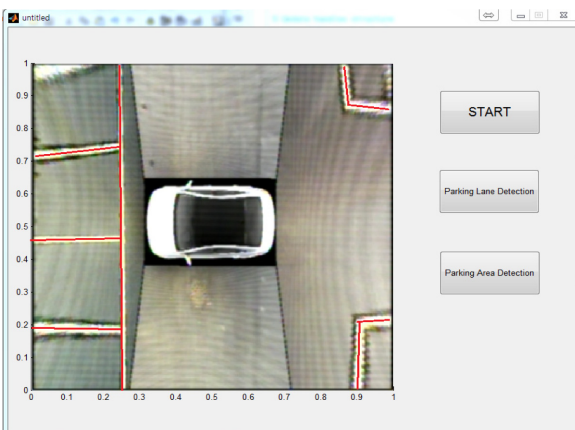 untitled
1
0.9
0.8
0.7
0.6
0.5
0.4
0.3
0.2
0.1
0
0 0.1 0.2 0.3 0.4 0.5 0.6 0.7 0.8 0.9 1
START
Parking Lane Detection
Parking Area Detection